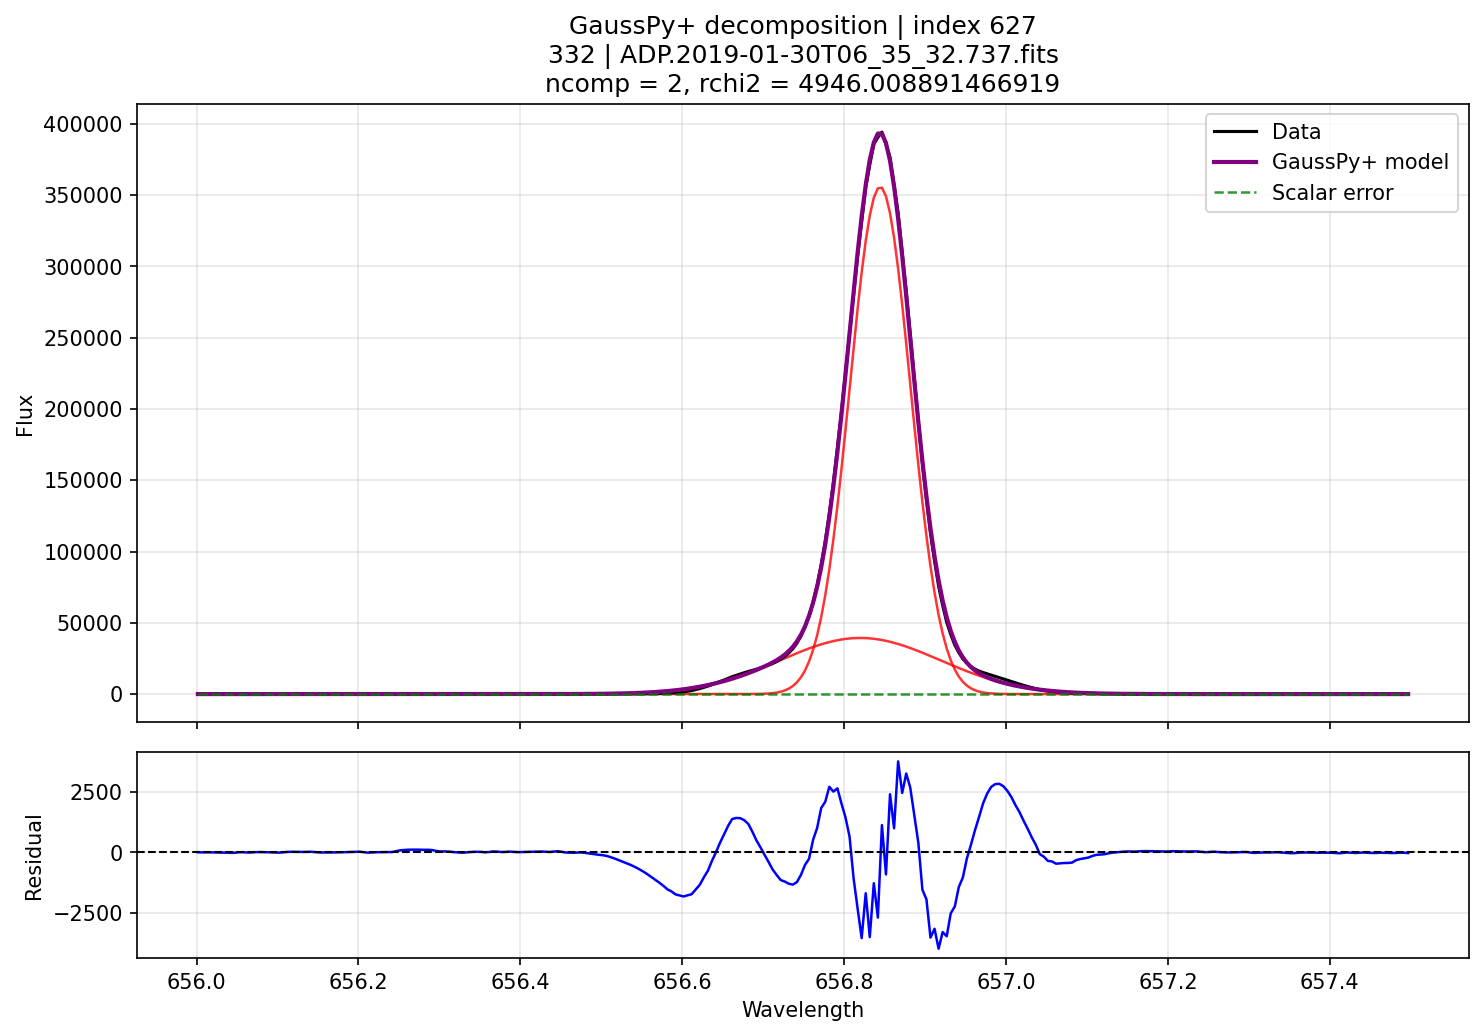 GaussPy+ decomposition | index 627
332 | ADP.2019-01-30T06_35_32.737.fits
ncomp = 2, rchi2 = 4946.008891466919
Data
GaussPy+ model
Scalar error
400000
350000
300000
250000
200000
150000
100000
50000
0
Flux
2500
0
−2500
Residual
656.0 656.2 656.4 656.6 656.8 657.0 657.2 657.4
Wavelength